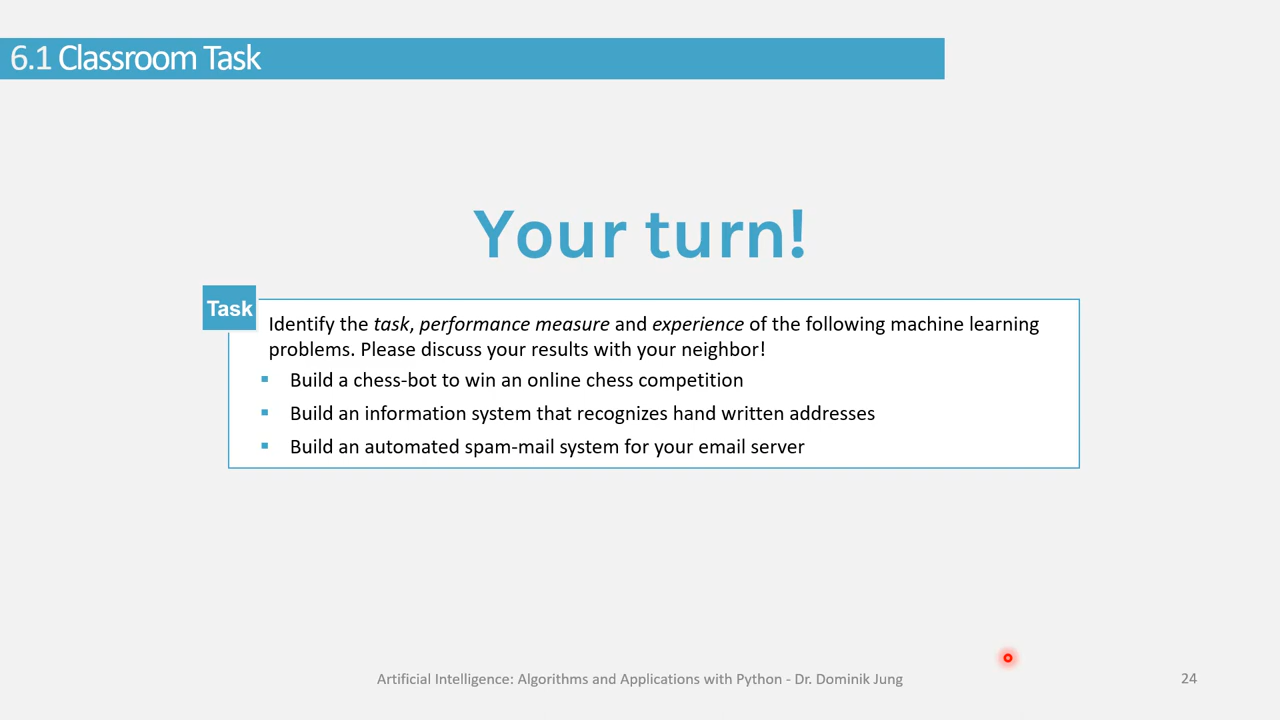 6.1 Classroom Task
Your turn!
Task
Identify the task, performance measure and experience of the following machine learning
problems. Please discuss your results with your neighbor!
▪ Build a chess-bot to win an online chess competition
▪ Build an information system that recognizes hand written addresses
▪ Build an automated spam-mail system for your email server
Artificial Intelligence: Algorithms and Applications with Python - Dr. Dominik Jung
24